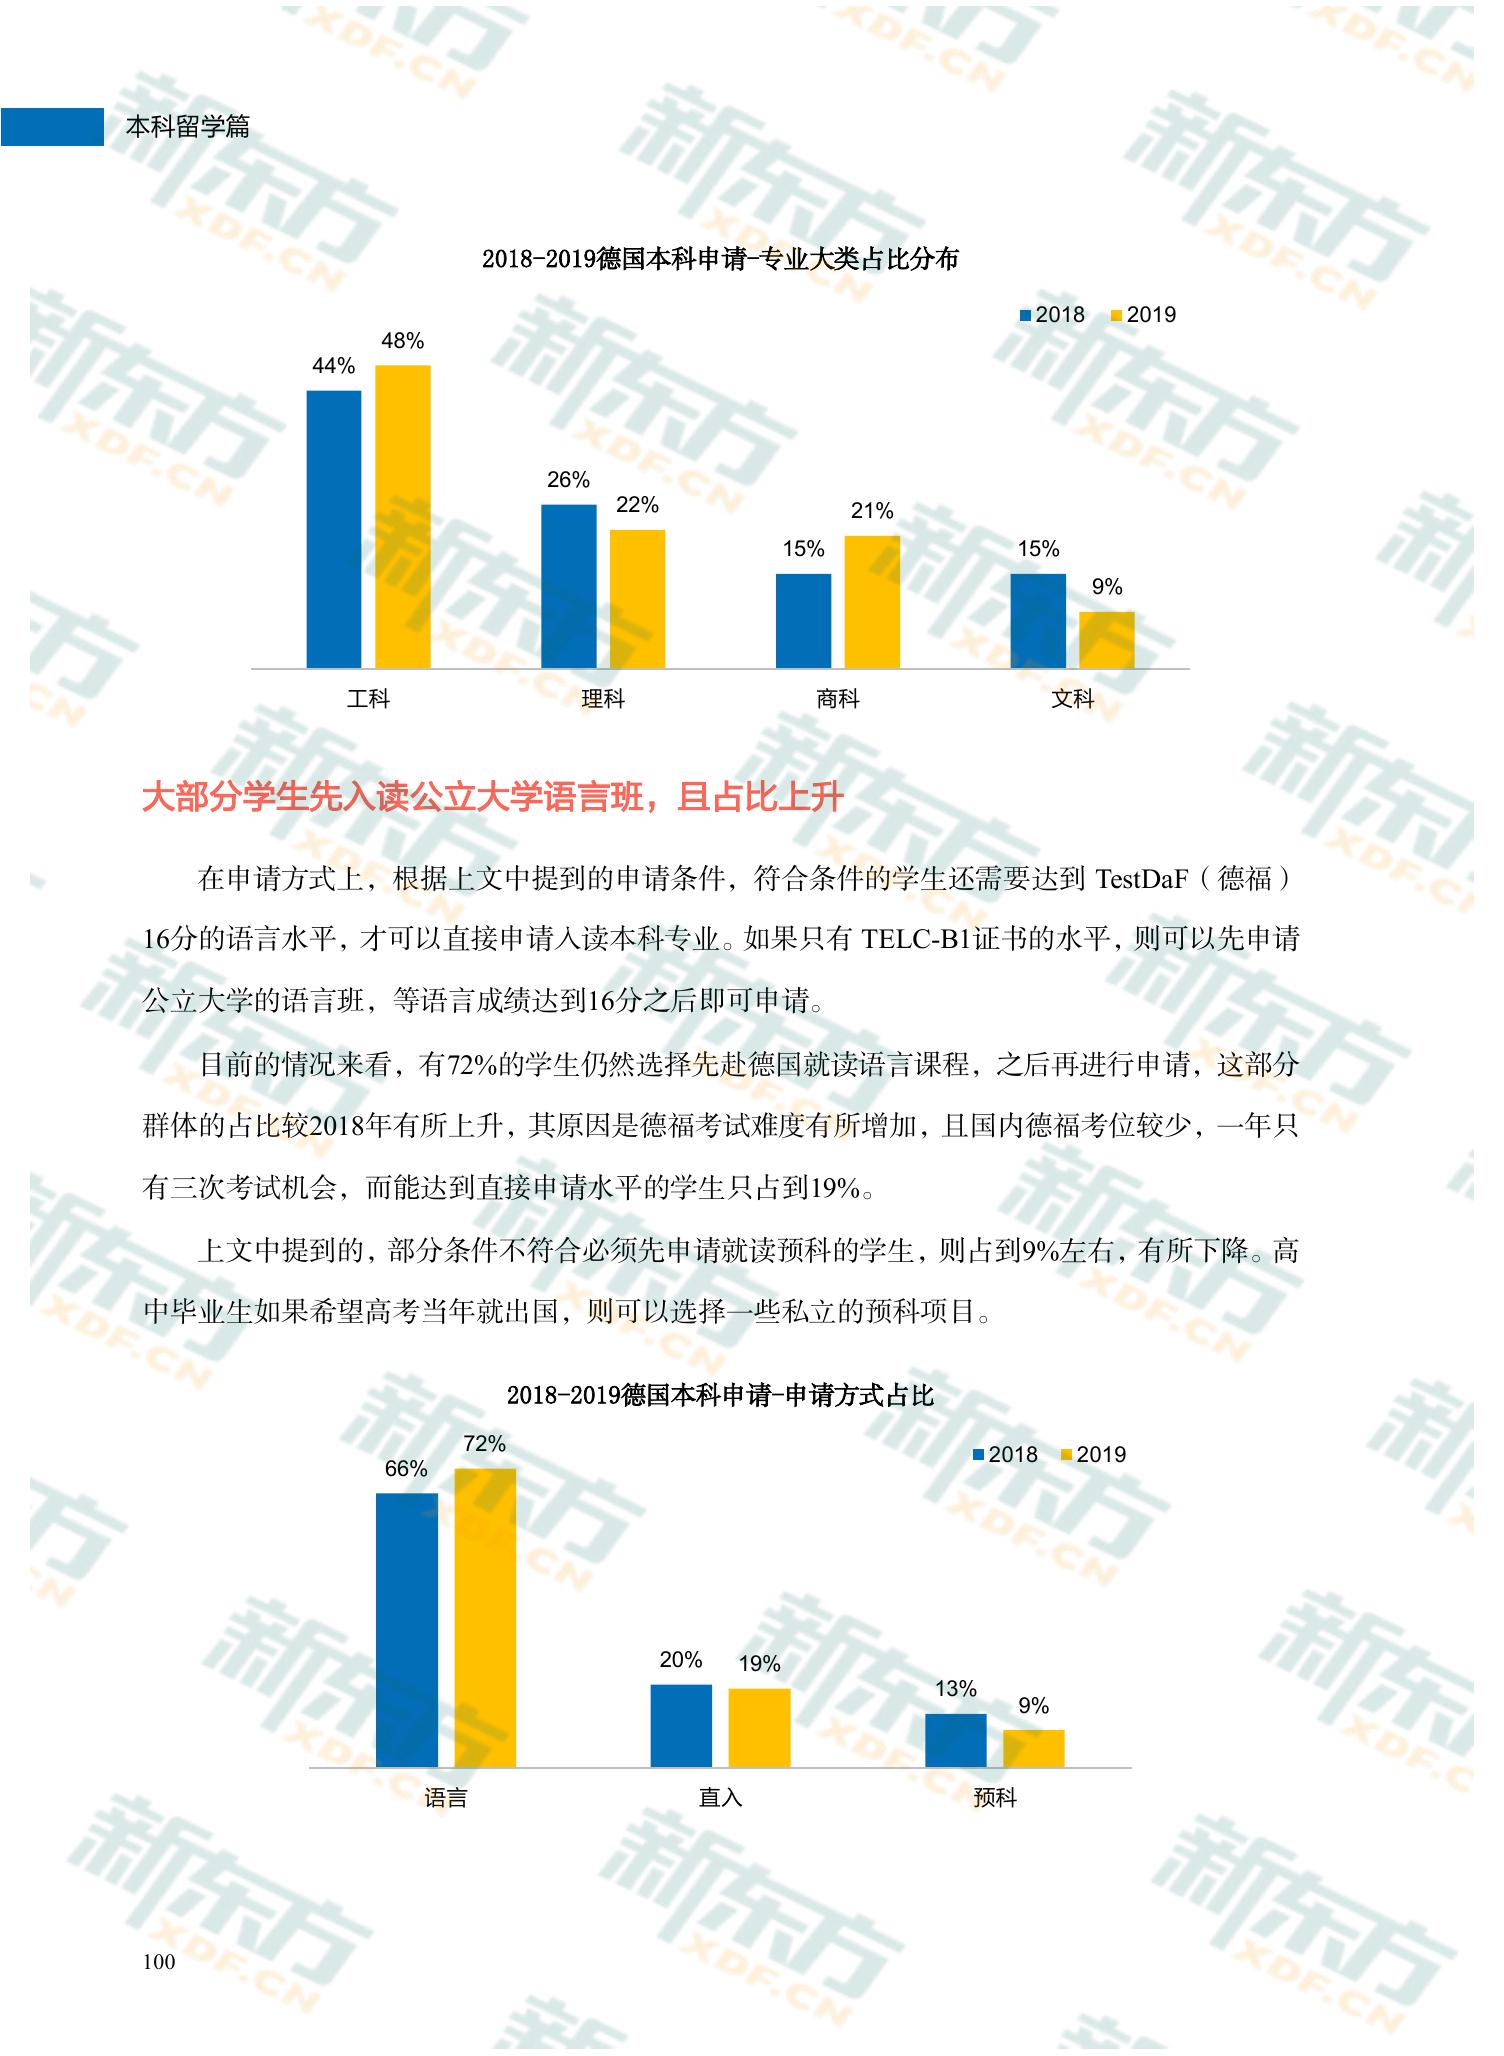 本科留学篇
2018-2019德国本科申请-专业大类占比分布
2018 2019
48%
44%
26%
22%
21%
15%
15%
9%
工科 理科 商科 文科
大部分学生先入读公立大学语言班，且占比上升
在申请方式上，根据上文中提到的申请条件，符合条件的学生还需要达到 TestDaF（德福）
16分的语言水平，才可以直接申请入读本科专业。如果只有 TELC-B1证书的水平，则可以先申请
公立大学的语言班，等语言成绩达到16分之后即可申请。
目前的情况来看，有72%的学生仍然选择先赴德国就读语言课程，之后再进行申请，这部分
群体的占比较2018年有所上升，其原因是德福考试难度有所增加，且国内德福考位较少，一年只
有三次考试机会，而能达到直接申请水平的学生只占到19%。
上文中提到的，部分条件不符合必须先申请就读预科的学生，则占到9%左右，有所下降。高
中毕业生如果希望高考当年就出国，则可以选择一些私立的预科项目。
2018-2019德国本科申请-申请方式占比
72%
2018 2019
66%
20%
19%
13%
9%
语言 直入 预科
100
新东方
XDF.CN